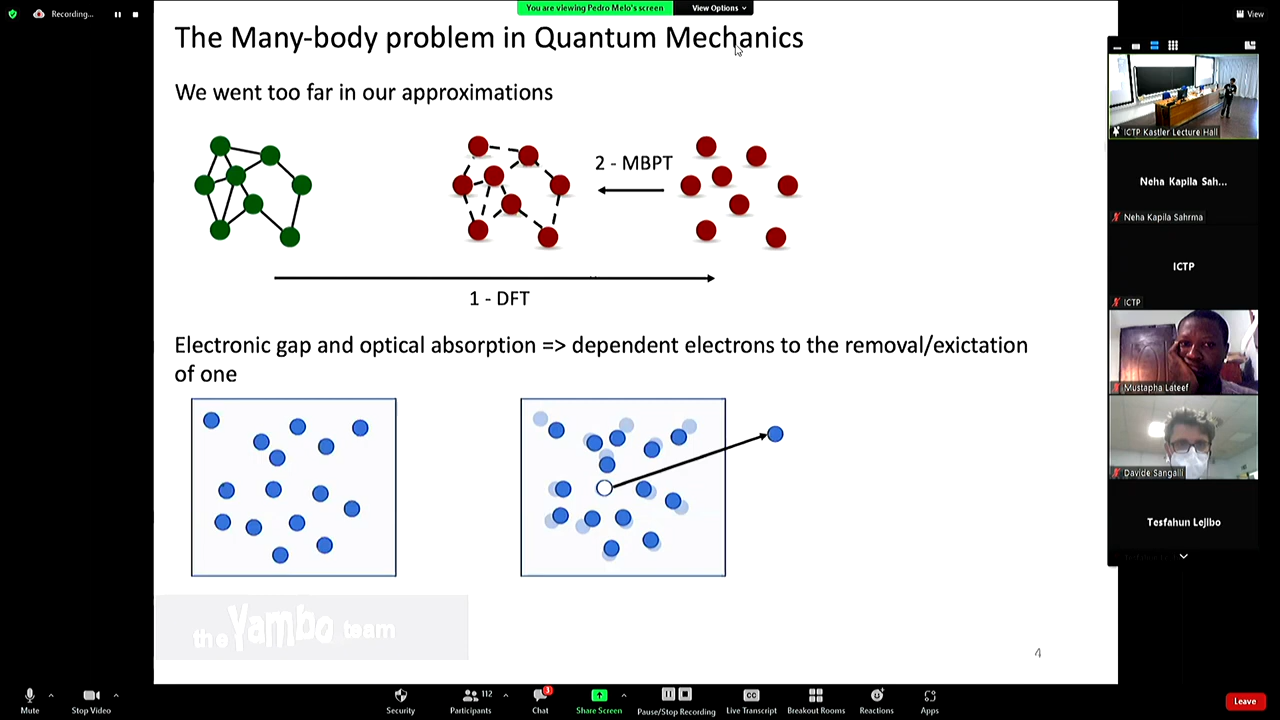 Recording...
You are viewing Pedro Melo's screen
View Options
View
The Many-body problem in Quantum Mechanics
We went too far in our approximations
2 - MBPT
1 - DFT
Electronic gap and optical absorption => dependent electrons to the removal/exictation
of one
the Yambo team
4
ICTP Kastler Lecture Hall
Neha Kapila Sah...
Neha Kapila Sahrma
ICTP
ICTP
Mustapha Lateef
Davide Sangalli
Tesfahun Lejibo
Mute
Stop Video
Security
Participants
112
Chat
3
Share Screen
Pause/Stop Recording
CC
Live Transcript
Breakout Rooms
Reactions
Apps
Leave